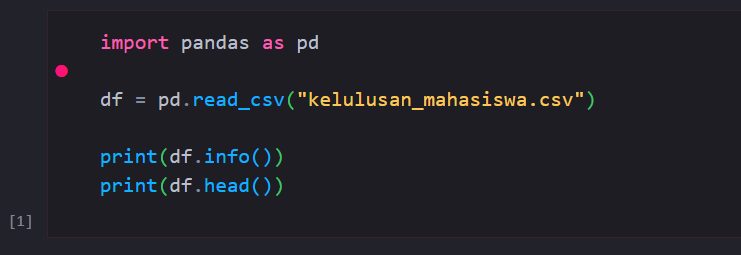 import pandas as pd
df = pd.read_csv("kelulusan_mahasiswa.csv")
print(df.info())
print(df.head())
[1]